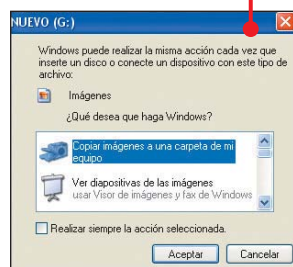 NUEVO (G:)
Windows puede realizar la misma acción cada vez que
inserte un disco o conecte un dispositivo con este tipo de
archivo:
Imágenes
¿Qué desea que haga Windows?
Copiar imágenes a una carpeta de mi
equipo
Ver diapositivas de las imágenes
usar Visor de imágenes y fax de Windows
Realizar siempre la acción seleccionada.
Aceptar
Cancelar